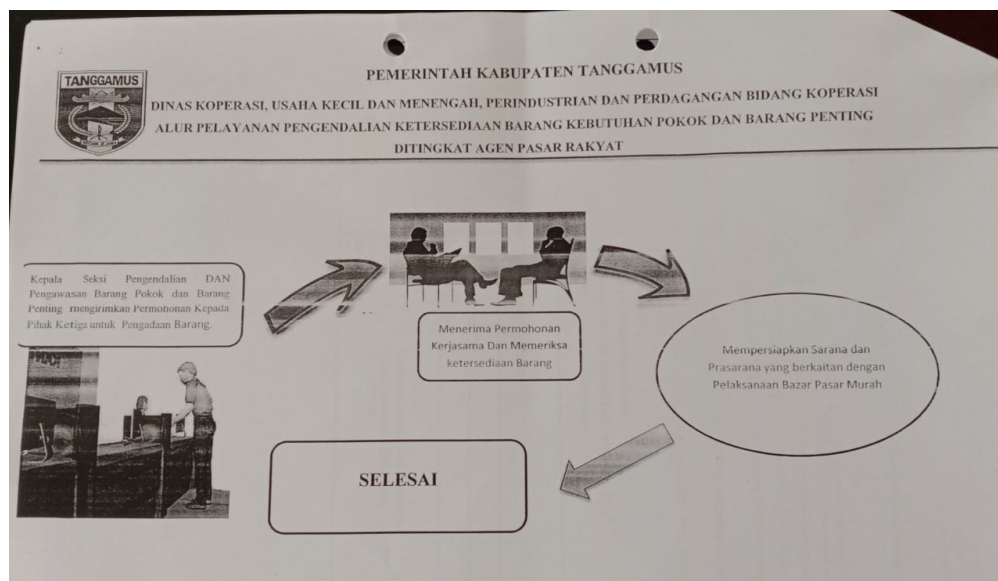 TANGGAMUS
PEMERINTAH KABUPATEN TANGGAMUS
DINAS KOPERASI, USAHA KECIL DAN MENENGAH, PERINDUSTRIAN DAN PERDAGANGAN BIDANG KOPERASI
ALUR PELAYANAN PENGENDALIAN KETERSEDIAAN BARANG KEBUTUHAN POKOK DAN BARANG PENTING
DITINGKAT AGEN PASAR RAKYAT
Kepala Seksi Pengendalian DAN
Pengawasan Barang Pokok dan Barang
Penting mengirimkan Permohonan Kepada
Pihak Ketiga untuk Pengadaan Barang.
Menerima Permohonan
Kerjasama Dan Memeriksa
ketersediaan Barang
Mempersiapkan Sarana dan
Prasarana yang berkaitan dengan
Pelaksanaan Bazar Pasar Murah
SELESAI